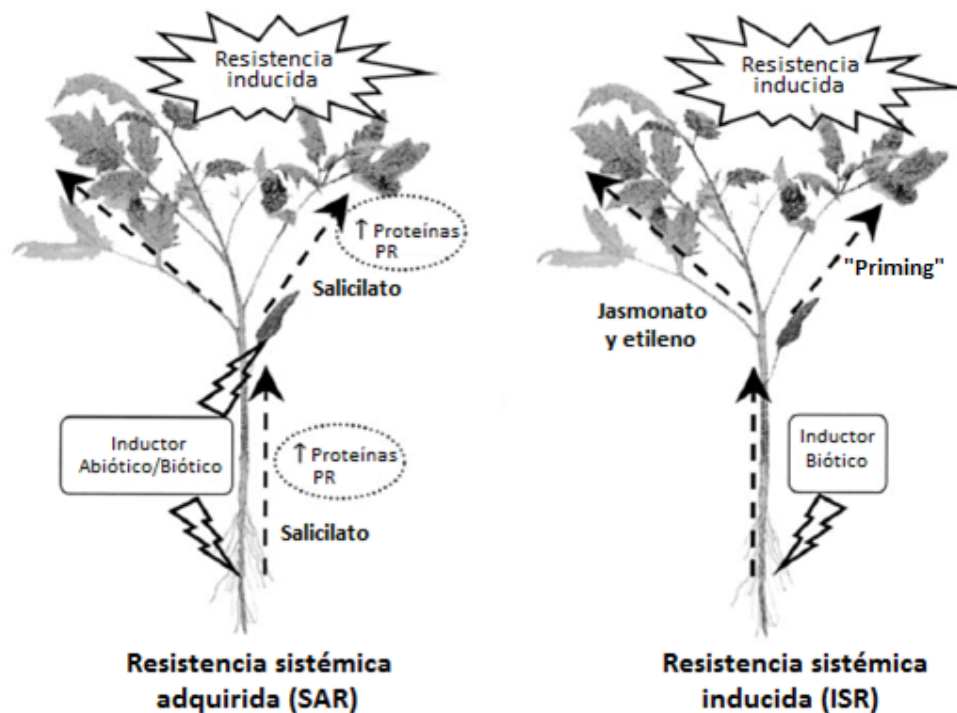 Resistencia
inducida
↑ Proteínas
PR
Salicilato
Inductor
Abiótico/Biótico
↑ Proteínas
PR
Salicilato
Resistencia sistémica
adquirida (SAR)
Resistencia
inducida
"Priming"
Jasmonato
y etileno
Inductor
Biótico
Resistencia sistémica
inducida (ISR)